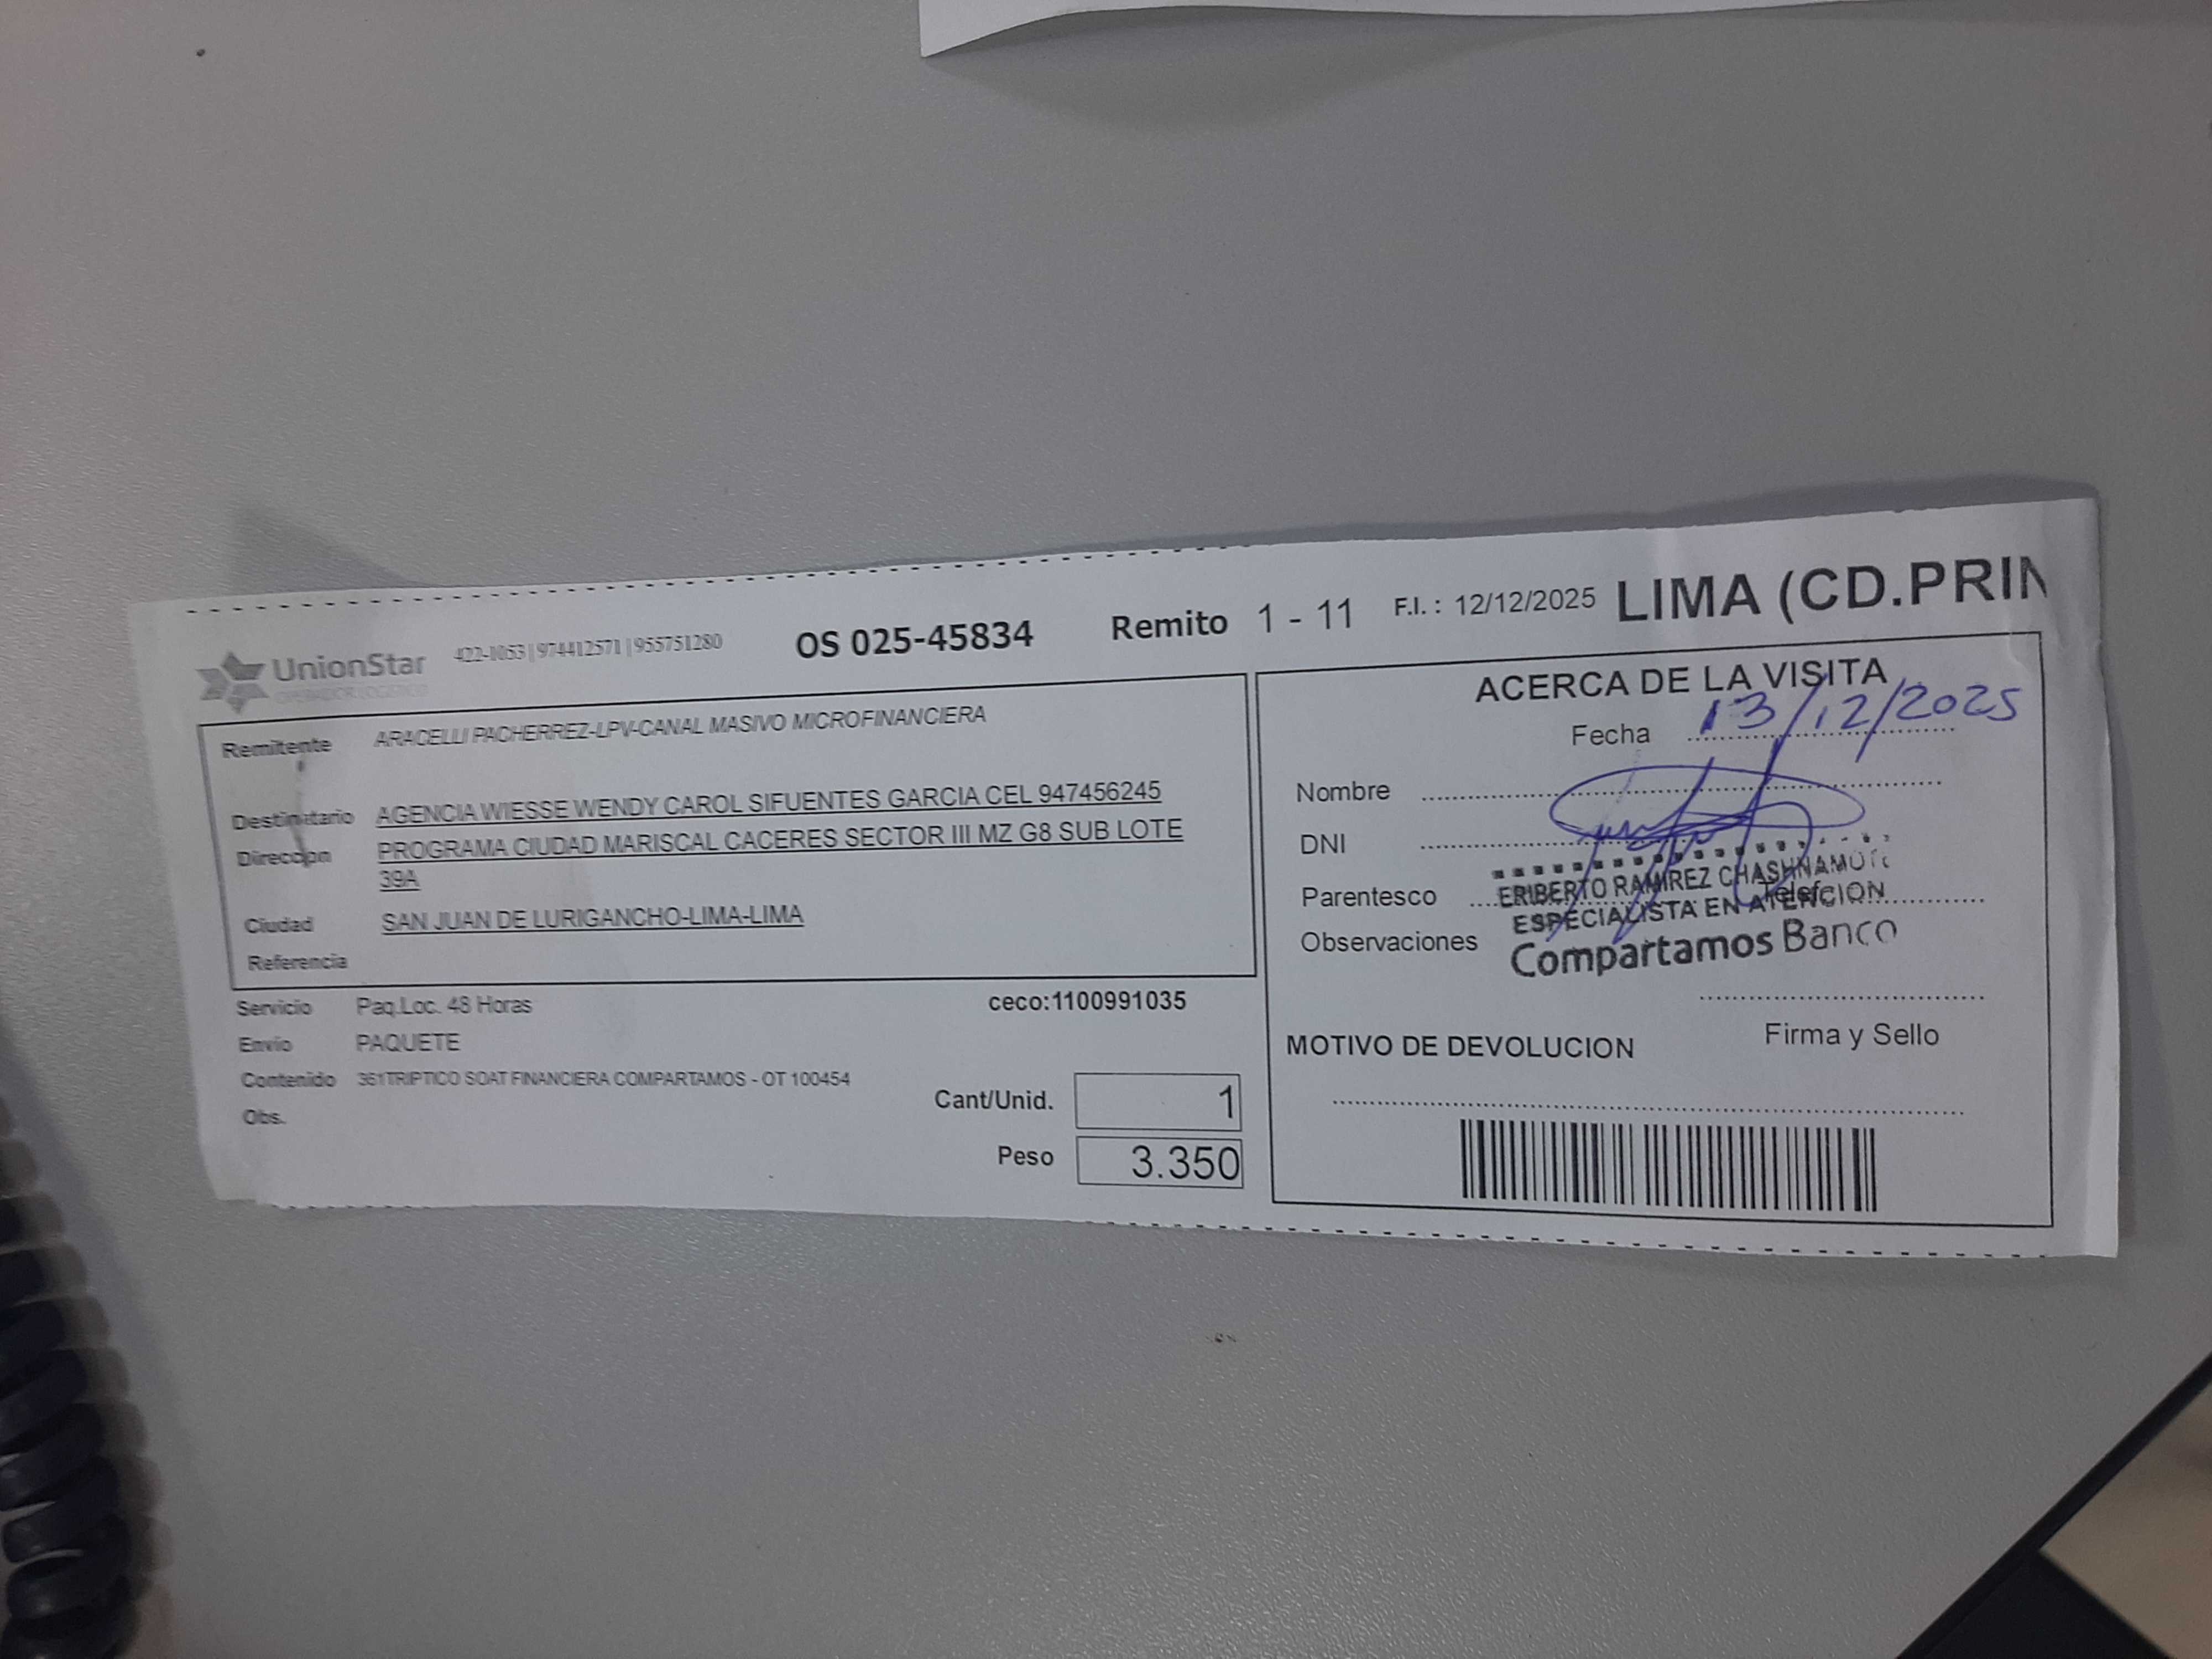 UnionStar 422-1053 | 974412571 | 955751280 OS 025-45834 Remito 1 - 11 F.I. : 12/12/2025 LIMA (CD.PRIN
OPERADOR LOGISTICO
Remitente ARACELLI PACHERREZ-LPV-CANAL MASIVO MICROFINANCIERA
Destinatario AGENCIA WIESSE WENDY CAROL SIFUENTES GARCIA CEL 947456245
Direccion PROGRAMA CIUDAD MARISCAL CACERES SECTOR III MZ G8 SUB LOTE
39A
Ciudad SAN JUAN DE LURIGANCHO-LIMA-LIMA
Referencia
Servicio Paq.Loc. 48 Horas ceco:1100991035
Envio PAQUETE
Contenido 361TRIPTICO SOAT FINANCIERA COMPARTAMOS - OT 100454
Obs.
Cant/Unid. 1
Peso 3.350
ACERCA DE LA VISITA
Fecha 13/12/2025
Nombre
DNI
Parentesco Telef.
Observaciones
ERIBERTO RAMIREZ
ESPECIALISTA EN ATENCION
Compartamos Banco
Firma y Sello
MOTIVO DE DEVOLUCION